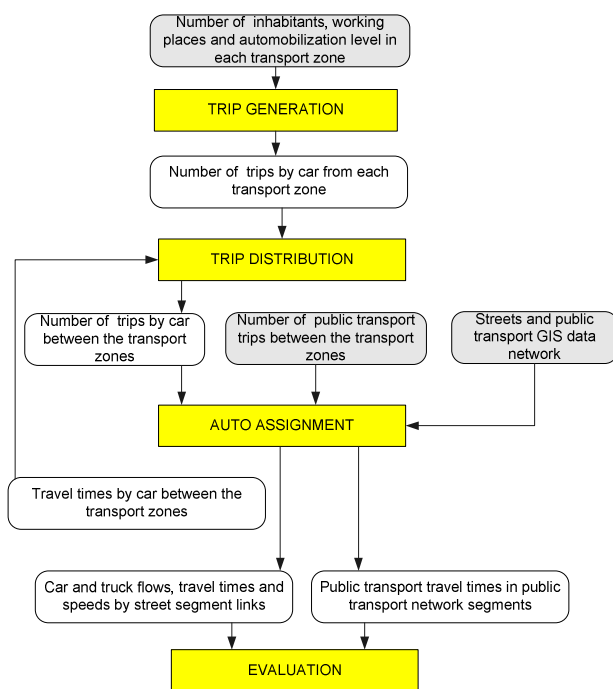 Number of inhabitants, working
places and automobilization level in
each transport zone
TRIP GENERATION
Number of trips by car from each
transport zone
TRIP DISTRIBUTION
Number of trips by car
between the transport
zones
Number of public transport
trips between the transport
zones
Streets and public
transport GIS data
network
AUTO ASSIGNMENT
Travel times by car between the
transport zones
Car and truck flows, travel times and
speeds by street segment links
Public transport travel times in public
transport network segments
EVALUATION